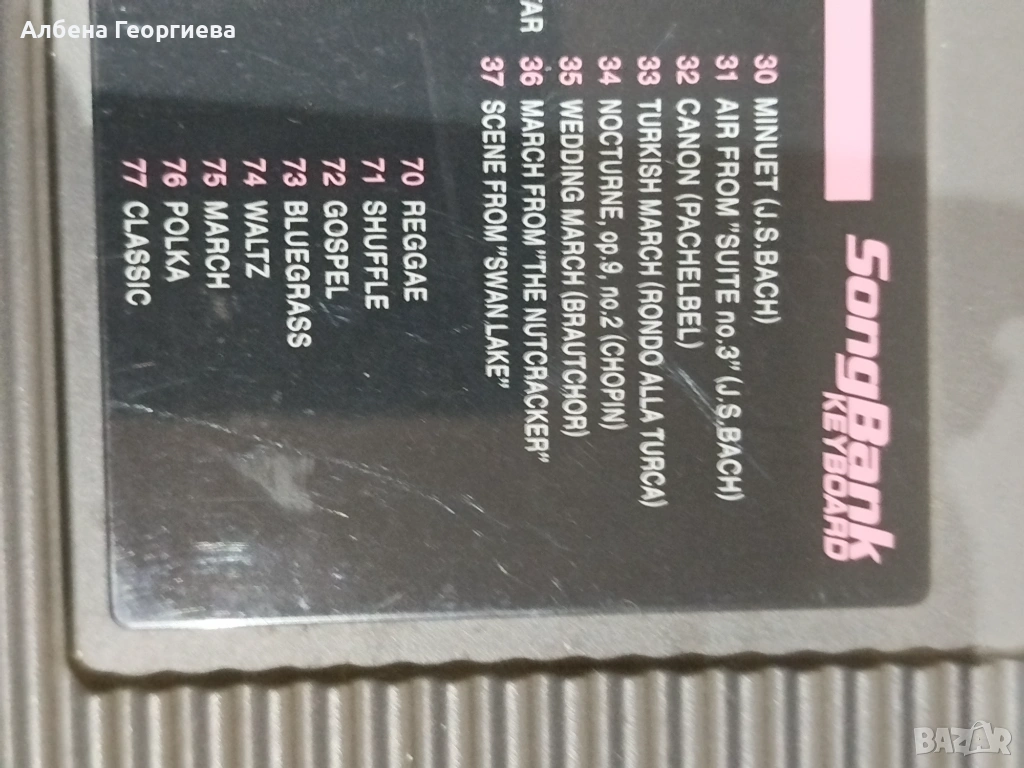 Албена Георгиева
SongBank
KEYBOARD
30 MINUET (J.S.BACH)
31 AIR FROM "SUITE no.3" (J.S.BACH)
32 CANON (PACHELBEL)
33 TURKISH MARCH (RONDO ALLA TURCA)
34 NOCTURNE, op.9, no.2 (CHOPIN)
35 WEDDING MARCH (BRAUTCHOR)
36 MARCH FROM "THE NUTCRACKER"
37 SCENE FROM "SWAN LAKE"
70 REGGAE
71 SHUFFLE
72 GOSPEL
73 BLUEGRASS
74 WALTZ
75 MARCH
76 POLKA
77 CLASSIC
BAZAR